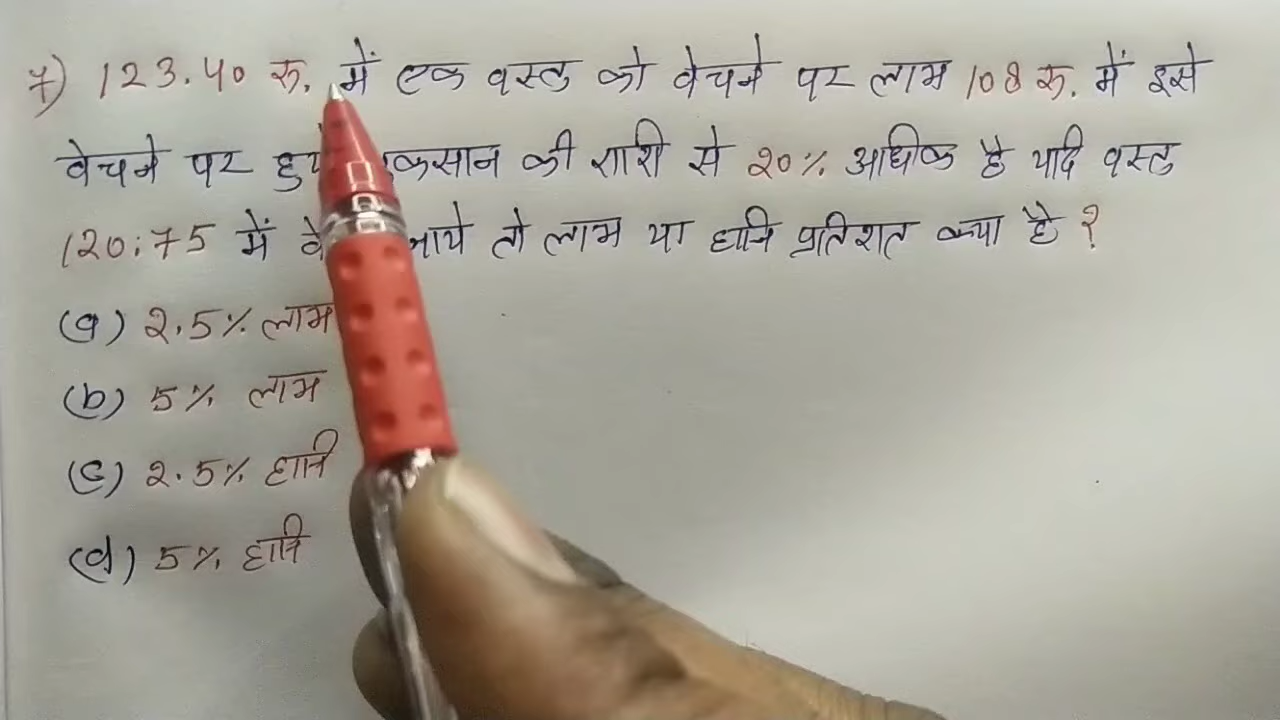 7) 123.40 रु. में एक वस्तु को बेचने पर लाभ 108 रु. में इसे
बेचने पर की राशि से 20% अधिक है यदि वस्तु
120.75 में तो लाभ या हानि प्रतिशत क्या है ?
(a) 2.5% लाभ
(b) 5% लाभ
(c) 2.5% हानि
(d) 5% हानि